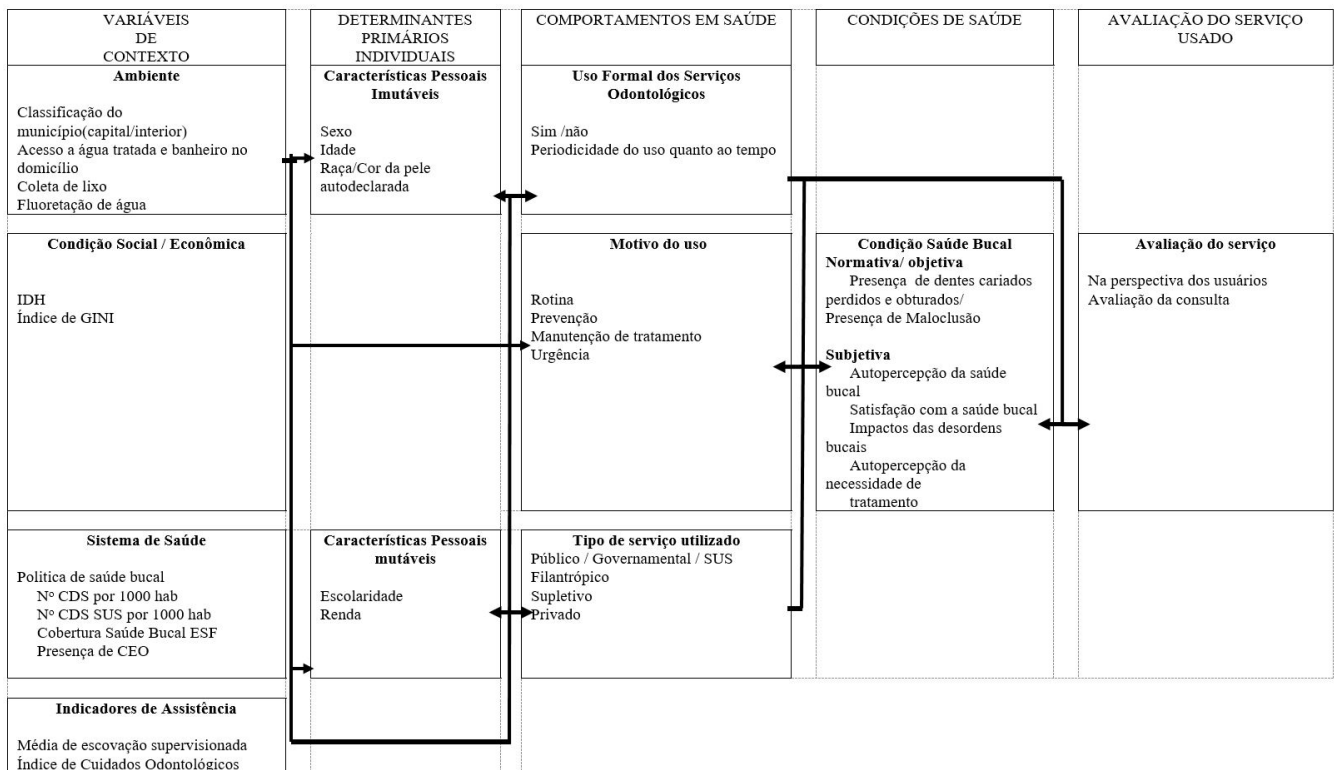 VARIÁVEIS
DE
CONTEXTO
DETERMINANTES
PRIMÁRIOS
INDIVIDUAIS
COMPORTAMENTOS EM SAÚDE
CONDIÇÕES DE SAÚDE
AVALIAÇÃO DO SERVIÇO
USADO
Ambiente
Classificação do
município(capital/interior)
Acesso a água tratada e banheiro no
domicílio
Coleta de lixo
Fluoretação de água
Características Pessoais
Imutáveis
Sexo
Idade
Raça/Cor da pele
autodeclarada
Uso Formal dos Serviços
Odontológicos
Sim /não
Periodicidade do uso quanto ao tempo
Condição Social / Econômica
IDH
Índice de GINI
Motivo do uso
Rotina
Prevenção
Manutenção de tratamento
Urgência
Condição Saúde Bucal
Normativa/ objetiva
Presença de dentes cariados
perdidos e obturados/
Presença de Maloclusão
Subjetiva
Autopercepção da saúde
bucal
Satisfação com a saúde bucal
Impactos das desordens
bucais
Autopercepção da
necessidade de
tratamento
Avaliação do serviço
Na perspectiva dos usuários
Avaliação da consulta
Sistema de Saúde
Politica de saúde bucal
Nº CDS por 1000 hab
Nº CDS SUS por 1000 hab
Cobertura Saúde Bucal ESF
Presença de CEO
Características Pessoais
mutáveis
Escolaridade
Renda
Tipo de serviço utilizado
Público / Governamental / SUS
Filantrópico
Supletivo
Privado
Indicadores de Assistência
Média de escovação supervisionada
Índice de Cuidados Odontológicos